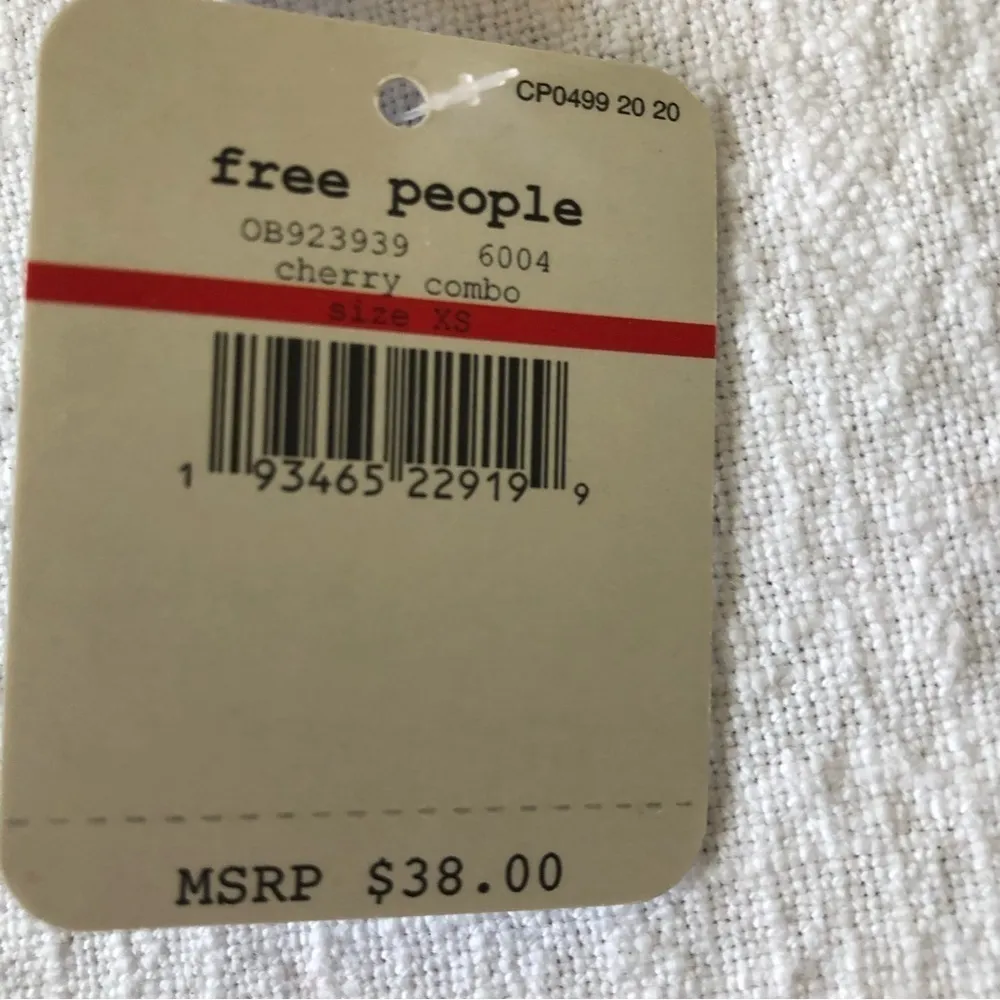 CP0499 20 20
free people
OB923939 6004
cherry combo
size XS
1 93465 22919 9
MSRP $38.00